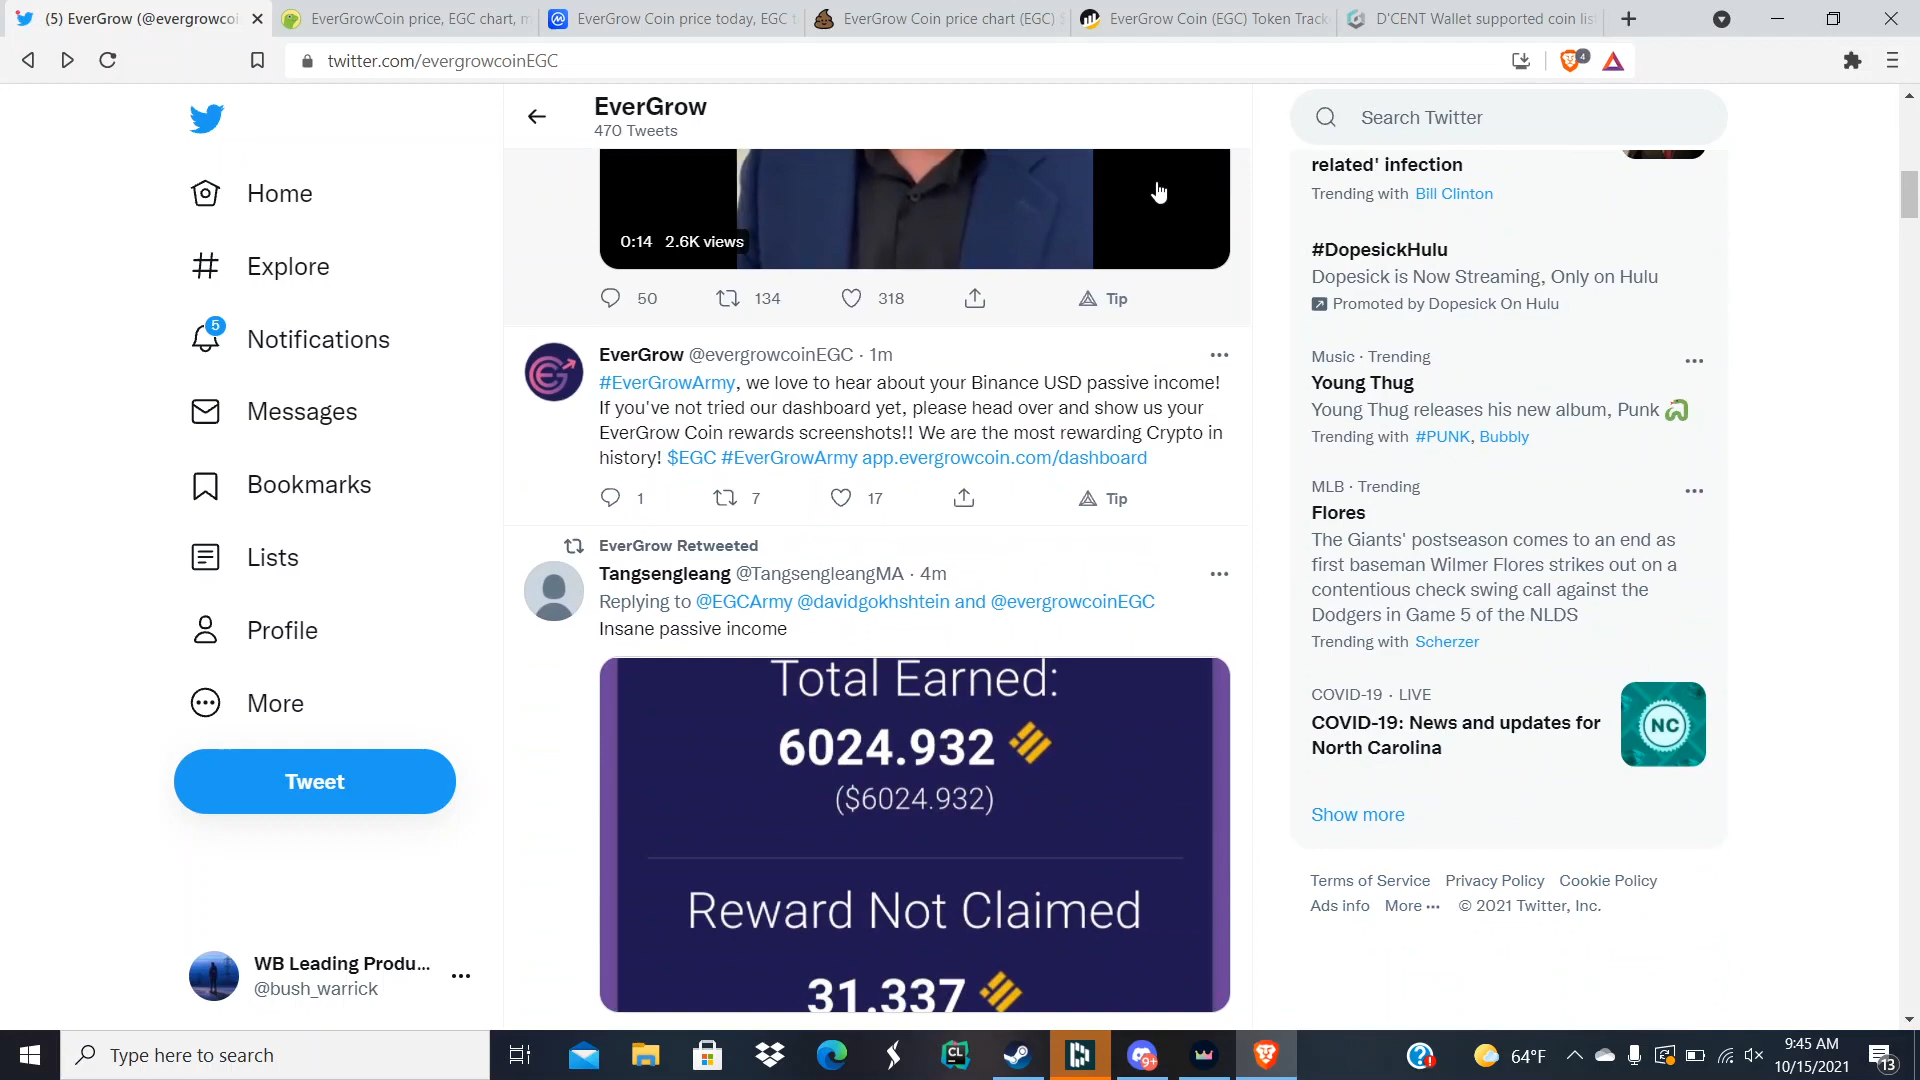 (5) EverGrow (@evergrowcoi
EverGrowCoin price, EGC chart, m
EverGrow Coin price today, EGC t
EverGrow Coin price chart (EGC)
EverGrow Coin (EGC) Token Track
D'CENT Wallet supported coin lis
twitter.com/evergrowcoinEGC
4
EverGrow
470 Tweets
Search Twitter
Home
Explore
5
Notifications
Messages
Bookmarks
Lists
Profile
More
Tweet
WB Leading Produ...
@bush_warrick
0:14 2.6K views
50 134 318 Tip
EverGrow @evergrowcoinEGC · 1m
#EverGrowArmy, we love to hear about your Binance USD passive income!
If you've not tried our dashboard yet, please head over and show us your
EverGrow Coin rewards screenshots!! We are the most rewarding Crypto in
history! $EGC #EverGrowArmy app.evergrowcoin.com/dashboard
1 7 17 Tip
EverGrow Retweeted
Tangsengleang @TangsengleangMA · 4m
Replying to @EGCArmy @davidgokhshtein and @evergrowcoinEGC
Insane passive income
Total Earned:
6024.932
($6024.932)
Reward Not Claimed
31.337
related' infection
Trending with Bill Clinton
#DopesickHulu
Dopesick is Now Streaming, Only on Hulu
Promoted by Dopesick On Hulu
Music · Trending
Young Thug
Young Thug releases his new album, Punk
Trending with #PUNK, Bubbly
MLB · Trending
Flores
The Giants' postseason comes to an end as
first baseman Wilmer Flores strikes out on a
contentious check swing call against the
Dodgers in Game 5 of the NLDS
Trending with Scherzer
COVID-19 · LIVE
COVID-19: News and updates for
North Carolina
NC
Show more
Terms of Service Privacy Policy Cookie Policy
Ads info More ··· © 2021 Twitter, Inc.
Type here to search
CL
9+
64°F
9:45 AM
10/15/2021
13